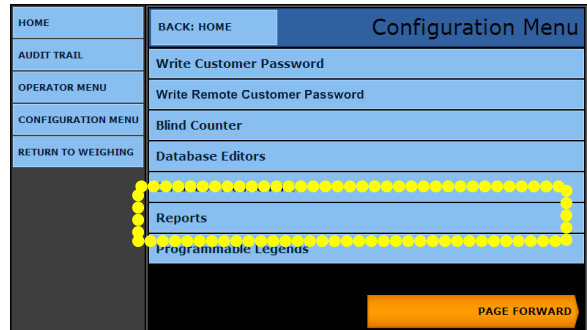 HOME
AUDIT TRAIL
OPERATOR MENU
CONFIGURATION MENU
RETURN TO WEIGHING
BACK: HOME
Configuration Menu
Write Customer Password
Write Remote Customer Password
Blind Counter
Database Editors
Reports
Programmable Legends
PAGE FORWARD